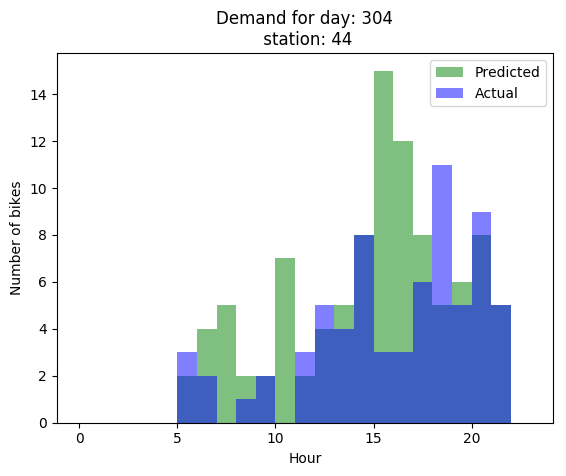 Demand for day: 304
station: 44
Predicted
Actual
Number of bikes
14
12
10
8
6
4
2
0
0 5 10 15 20
Hour